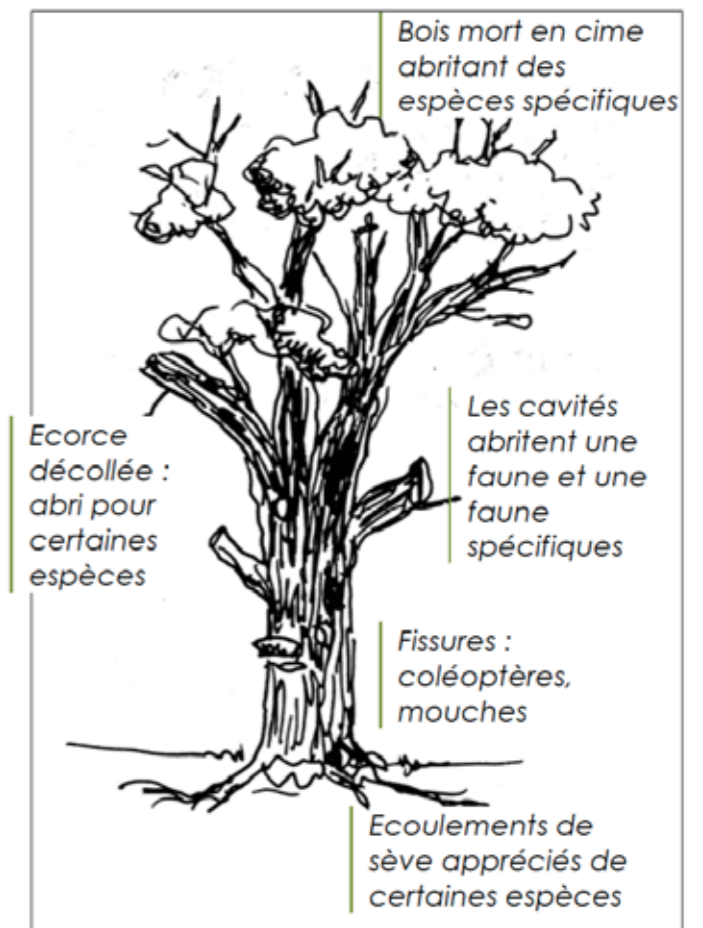 Bois mort en cime
abritant des
espèces spécifiques
Les cavités
abritent une
faune et une
faune
spécifiques
Ecorce
décollée :
abri pour
certaines
espèces
Fissures :
coléoptères,
mouches
Ecoulements de
sève appréciés de
certaines espèces